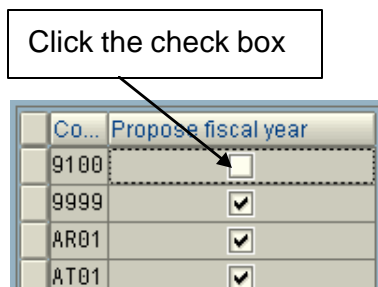 Click the check box
Co... Propose fiscal year
9100
9999
AR01
AT01